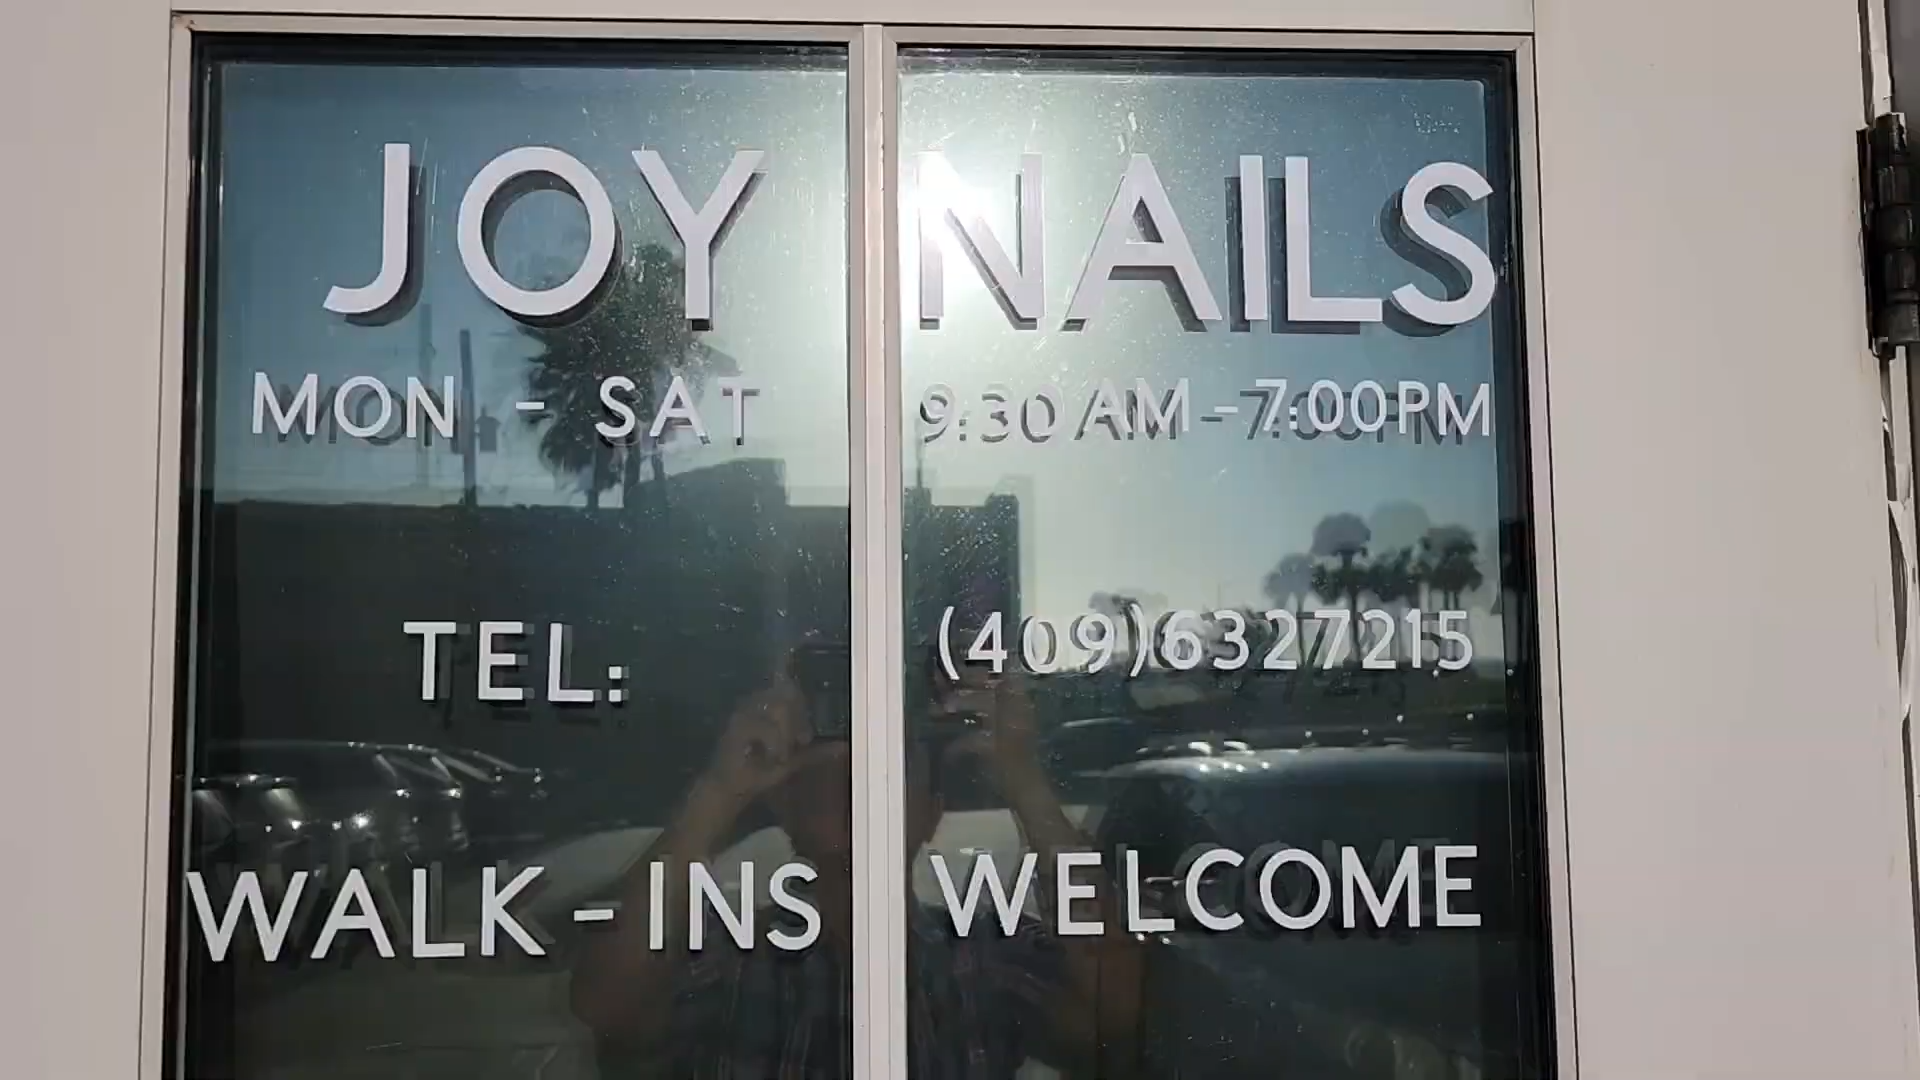 JOY NAILS
MON - SAT 9:30 AM - 7:00PM
TEL: (409)6327215
WALK-INS WELCOME